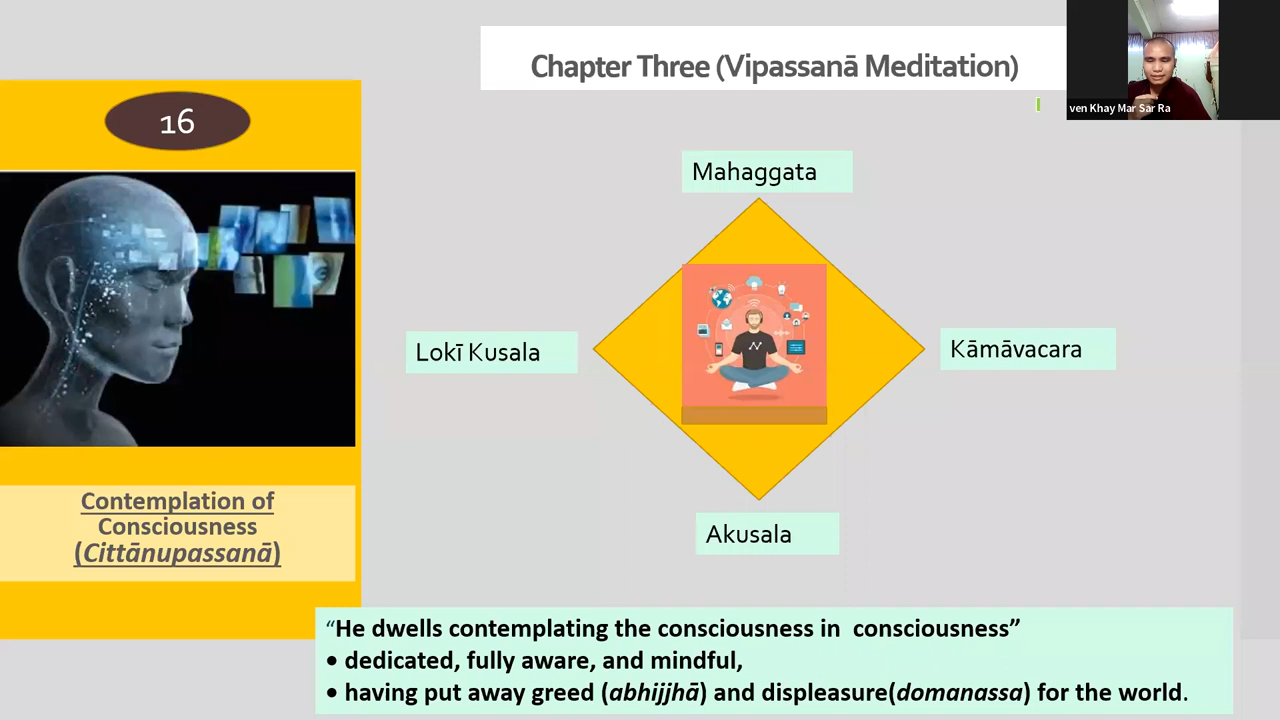 Chapter Three (Vipassanā Meditation)
ven Khay Mar Sar Ra
16
Mahaggata
Lokī Kusala
Kāmāvacara
Akusala
Contemplation of
Consciousness
(Cittānupassanā)
“He dwells contemplating the consciousness in consciousness”
• dedicated, fully aware, and mindful,
• having put away greed (abhijjhā) and displeasure(domanassa) for the world.